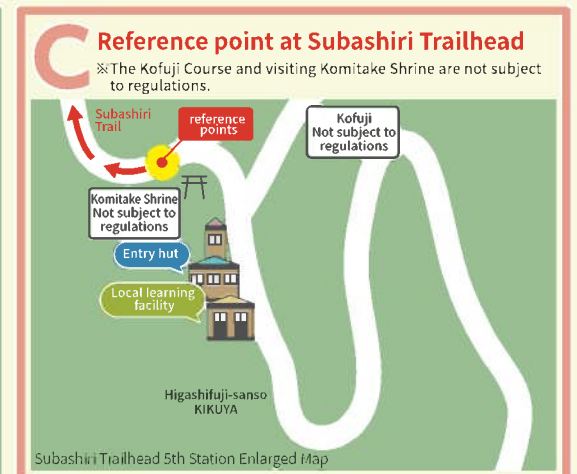 C
Reference point at Subashiri Trailhead
※The Kofuji Course and visiting Komitake Shrine are not subject
to regulations.
Subashiri
Trail
reference
points
Kofuji
Not subject to
regulations
Komitake Shrine
Not subject to
regulations
Entry hut
Local learning
facility
Higashifuji-sanso
KIKUYA
Subashiri Trailhead 5th Station Enlarged Map